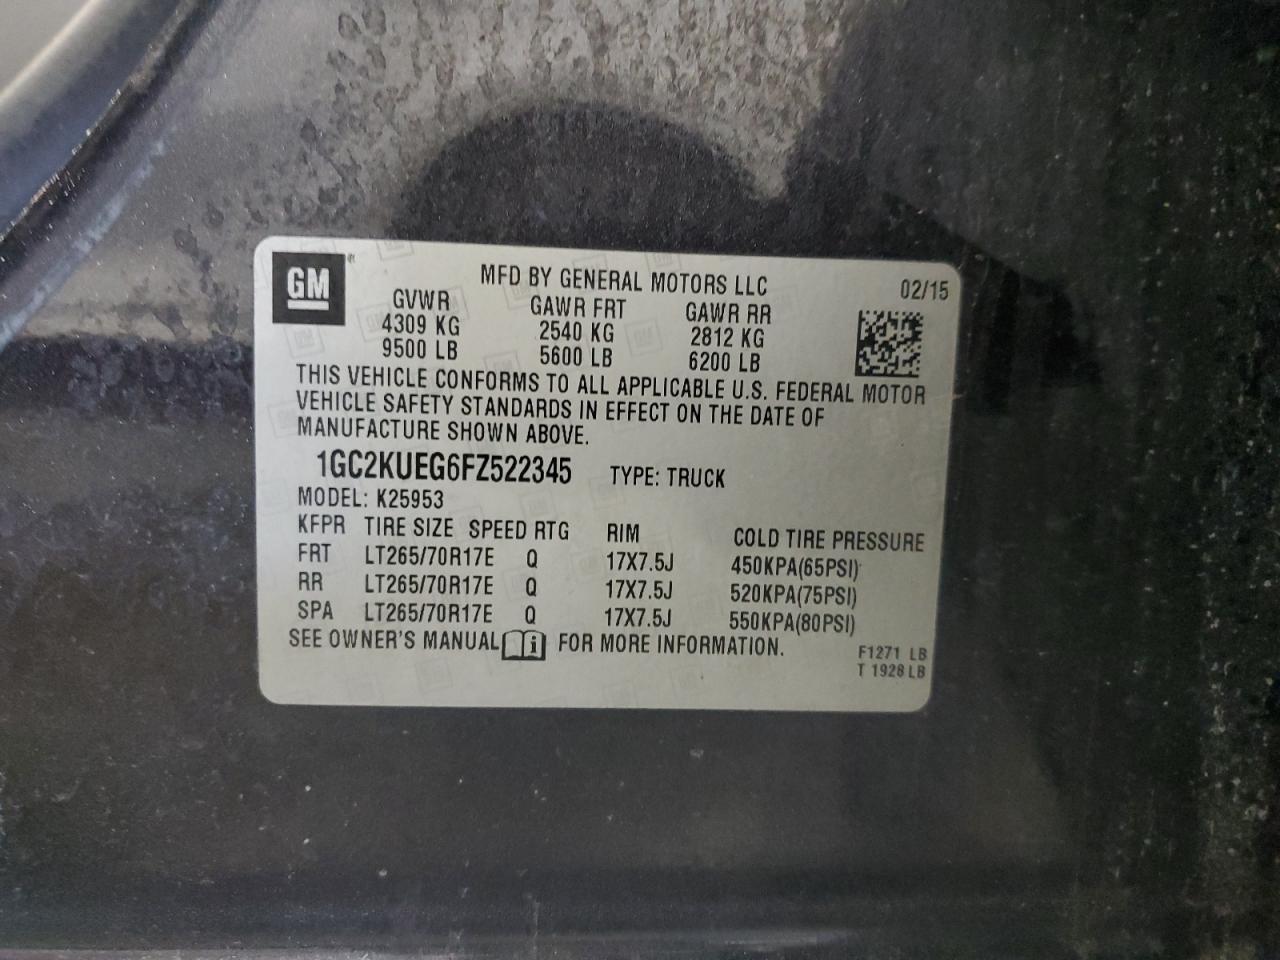 GM
MFD BY GENERAL MOTORS LLC 02/15
GVWR GAWR FRT GAWR RR
4309 KG 2540 KG 2812 KG
9500 LB 5600 LB 6200 LB
THIS VEHICLE CONFORMS TO ALL APPLICABLE U.S. FEDERAL MOTOR
VEHICLE SAFETY STANDARDS IN EFFECT ON THE DATE OF
MANUFACTURE SHOWN ABOVE.
1GC2KUEG6FZ522345 TYPE: TRUCK
MODEL: K25953
KFPR TIRE SIZE SPEED RTG RIM COLD TIRE PRESSURE
FRT LT265/70R17E Q 17X7.5J 450KPA(65PSI)
RR LT265/70R17E Q 17X7.5J 520KPA(75PSI)
SPA LT265/70R17E Q 17X7.5J 550KPA(80PSI)
SEE OWNER'S MANUAL i FOR MORE INFORMATION.
F1271 LB
T 1928 LB